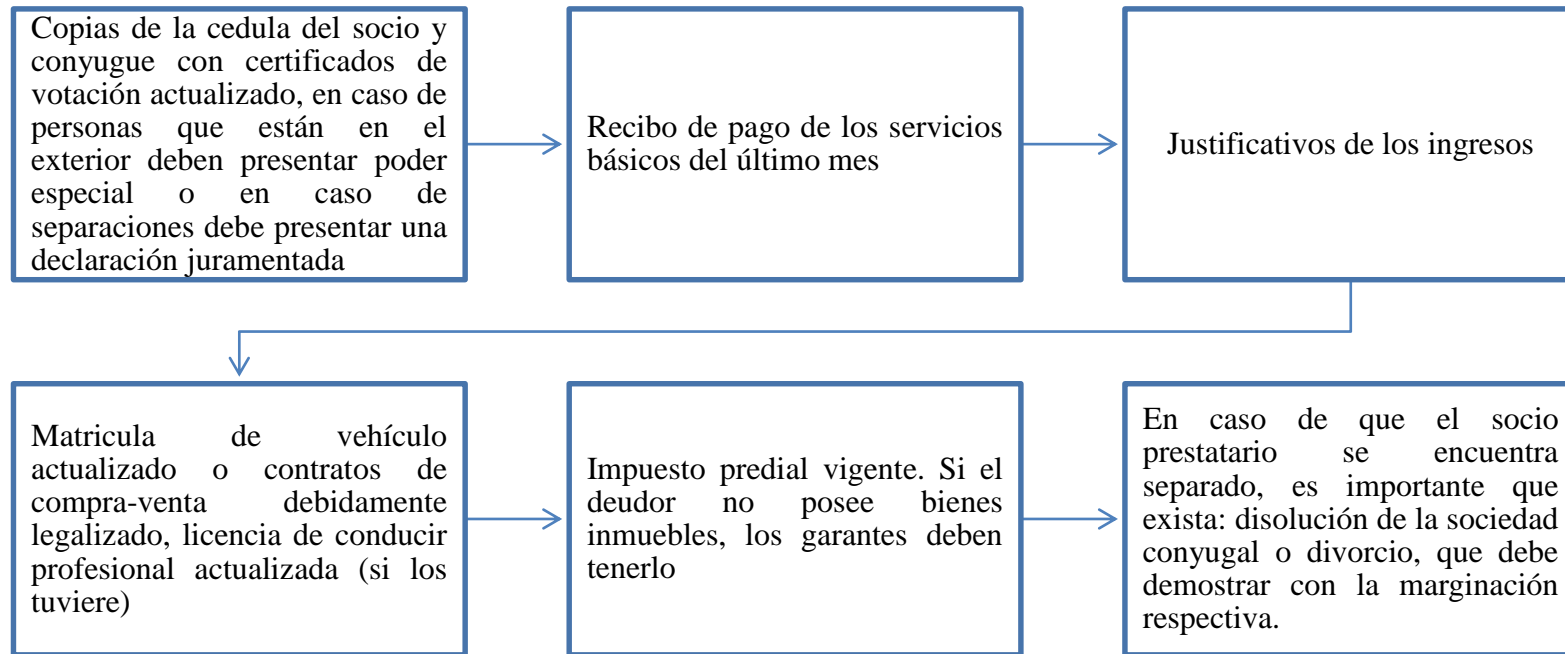 Copias de la cedula del socio y
conyugue con certificados de
votación actualizado, en caso de
personas que están en el
exterior deben presentar poder
especial o en caso de
separaciones debe presentar una
declaración juramentada
Recibo de pago de los servicios
básicos del último mes
Justificativos de los ingresos
Matricula de vehículo
actualizado o contratos de
compra-venta debidamente
legalizado, licencia de conducir
profesional actualizada (si los
tuviere)
Impuesto predial vigente. Si el
deudor no posee bienes
inmuebles, los garantes deben
tenerlo
En caso de que el socio
prestatario se encuentra
separado, es importante que
exista: disolución de la sociedad
conyugal o divorcio, que debe
demostrar con la marginación
respectiva.